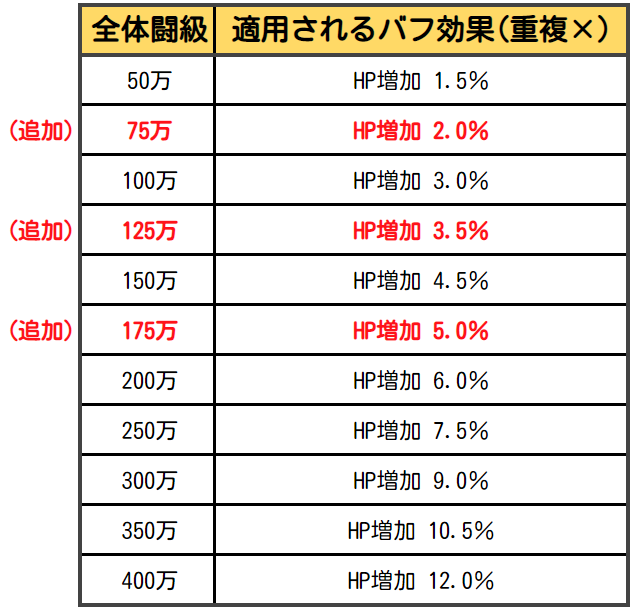 全体闘級 適用されるバフ効果(重複×)
50万 HP増加 1.5%
(追加) 75万 HP増加 2.0%
100万 HP増加 3.0%
(追加) 125万 HP増加 3.5%
150万 HP増加 4.5%
(追加) 175万 HP増加 5.0%
200万 HP増加 6.0%
250万 HP増加 7.5%
300万 HP増加 9.0%
350万 HP増加 10.5%
400万 HP増加 12.0%